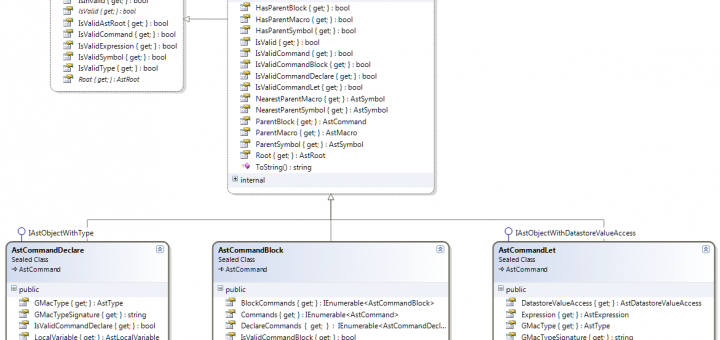 IsInvalid { get; } : bool
IsValid { get; } : bool
IsValidAstRoot { get; } : bool
IsValidCommand { get; } : bool
IsValidExpression { get; } : bool
IsValidSymbol { get; } : bool
IsValidType { get; } : bool
Root { get; } : AstRoot
HasParentBlock { get; } : bool
HasParentMacro { get; } : bool
HasParentSymbol { get; } : bool
IsValid { get; } : bool
IsValidCommand { get; } : bool
IsValidCommandBlock { get; } : bool
IsValidCommandDeclare { get; } : bool
IsValidCommandLet { get; } : bool
NearestParentMacro { get; } : AstSymbol
NearestParentSymbol { get; } : AstSymbol
ParentBlock { get; } : AstCommand
ParentMacro { get; } : AstMacro
ParentSymbol { get; } : AstSymbol
Root { get; } : AstRoot
ToString() : string
internal
IAstObjectWithType
AstCommandDeclare
Sealed Class
AstCommand
public
GMacType { get; } : AstType
GMacTypeSignature { get; } : string
IsValidCommandDeclare { get; } : bool
LocalVariable { get; } : AstLocalVariable
AstCommandBlock
Sealed Class
AstCommand
public
BlockCommands { get; } : IEnumerable<AstCommandBlock>
Commands { get; } : IEnumerable<AstCommand>
DeclareCommands { get; } : IEnumerable<AstCommandDecl...
IsValidCommandBlock { get; } : bool
IAstObjectWithDatastoreValueAccess
AstCommandLet
Sealed Class
AstCommand
public
DatastoreValueAccess { get; } : AstDatastoreValueAccess
Expression { get; } : AstExpression
GMacType { get; } : AstType
GMacTypeSignature { get; } : string